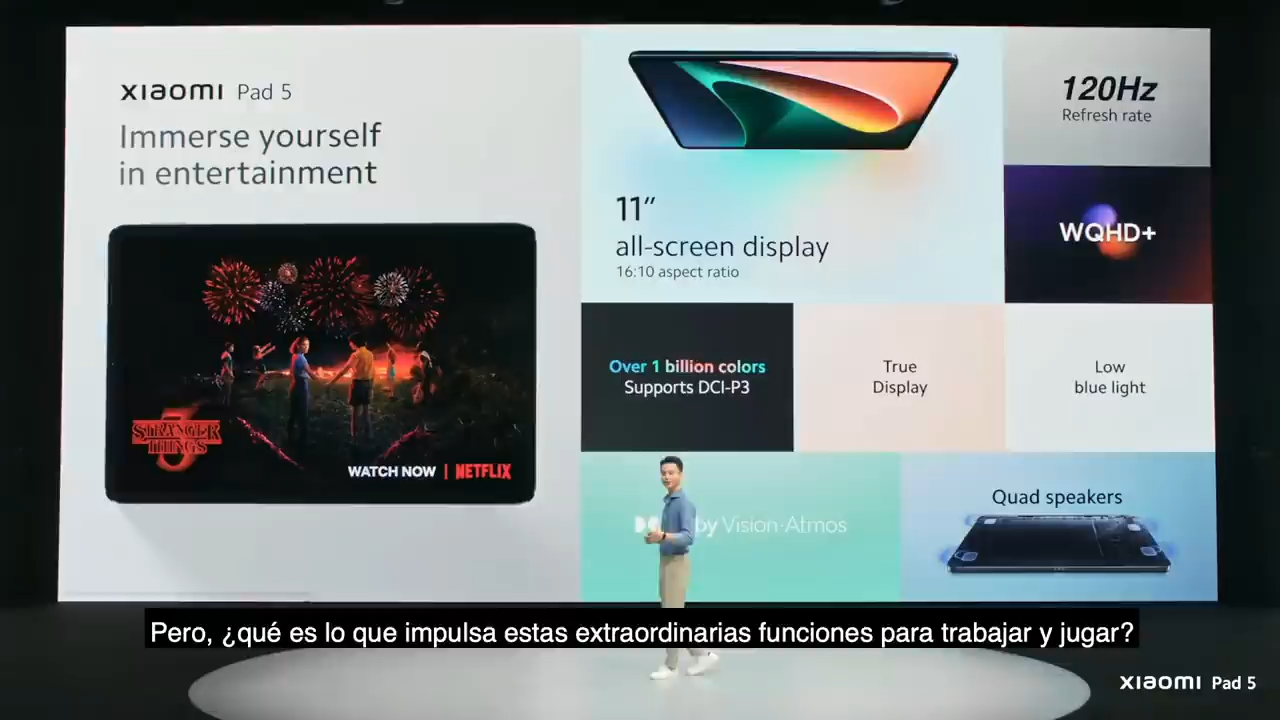 xiaomi Pad 5
Immerse yourself
in entertainment
STRANGER
THINGS
3
WATCH NOW | NETFLIX
11”
all-screen display
16:10 aspect ratio
120Hz
Refresh rate
WQHD+
Over 1 billion colors
Supports DCI-P3
True
Display
Low
blue light
by Vision·Atmos
Quad speakers
Pero, ¿qué es lo que impulsa estas extraordinarias funciones para trabajar y jugar?
xiaomi Pad 5